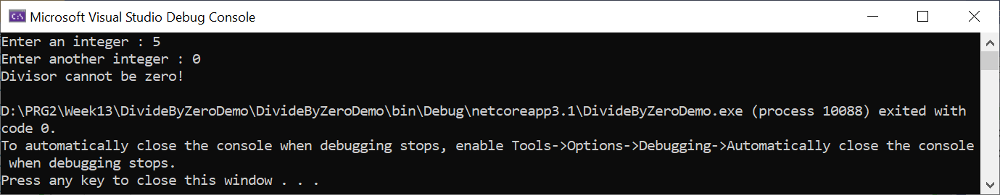 Microsoft Visual Studio Debug Console
Enter an integer : 5
Enter another integer : 0
Divisor cannot be zero!
D:\PRG2\Week13\DivideByZeroDemo\DivideByZeroDemo\bin\Debug\netcoreapp3.1\DivideByZeroDemo.exe (process 10088) exited with
code 0.
To automatically close the console when debugging stops, enable Tools->Options->Debugging->Automatically close the console
when debugging stops.
Press any key to close this window . . .